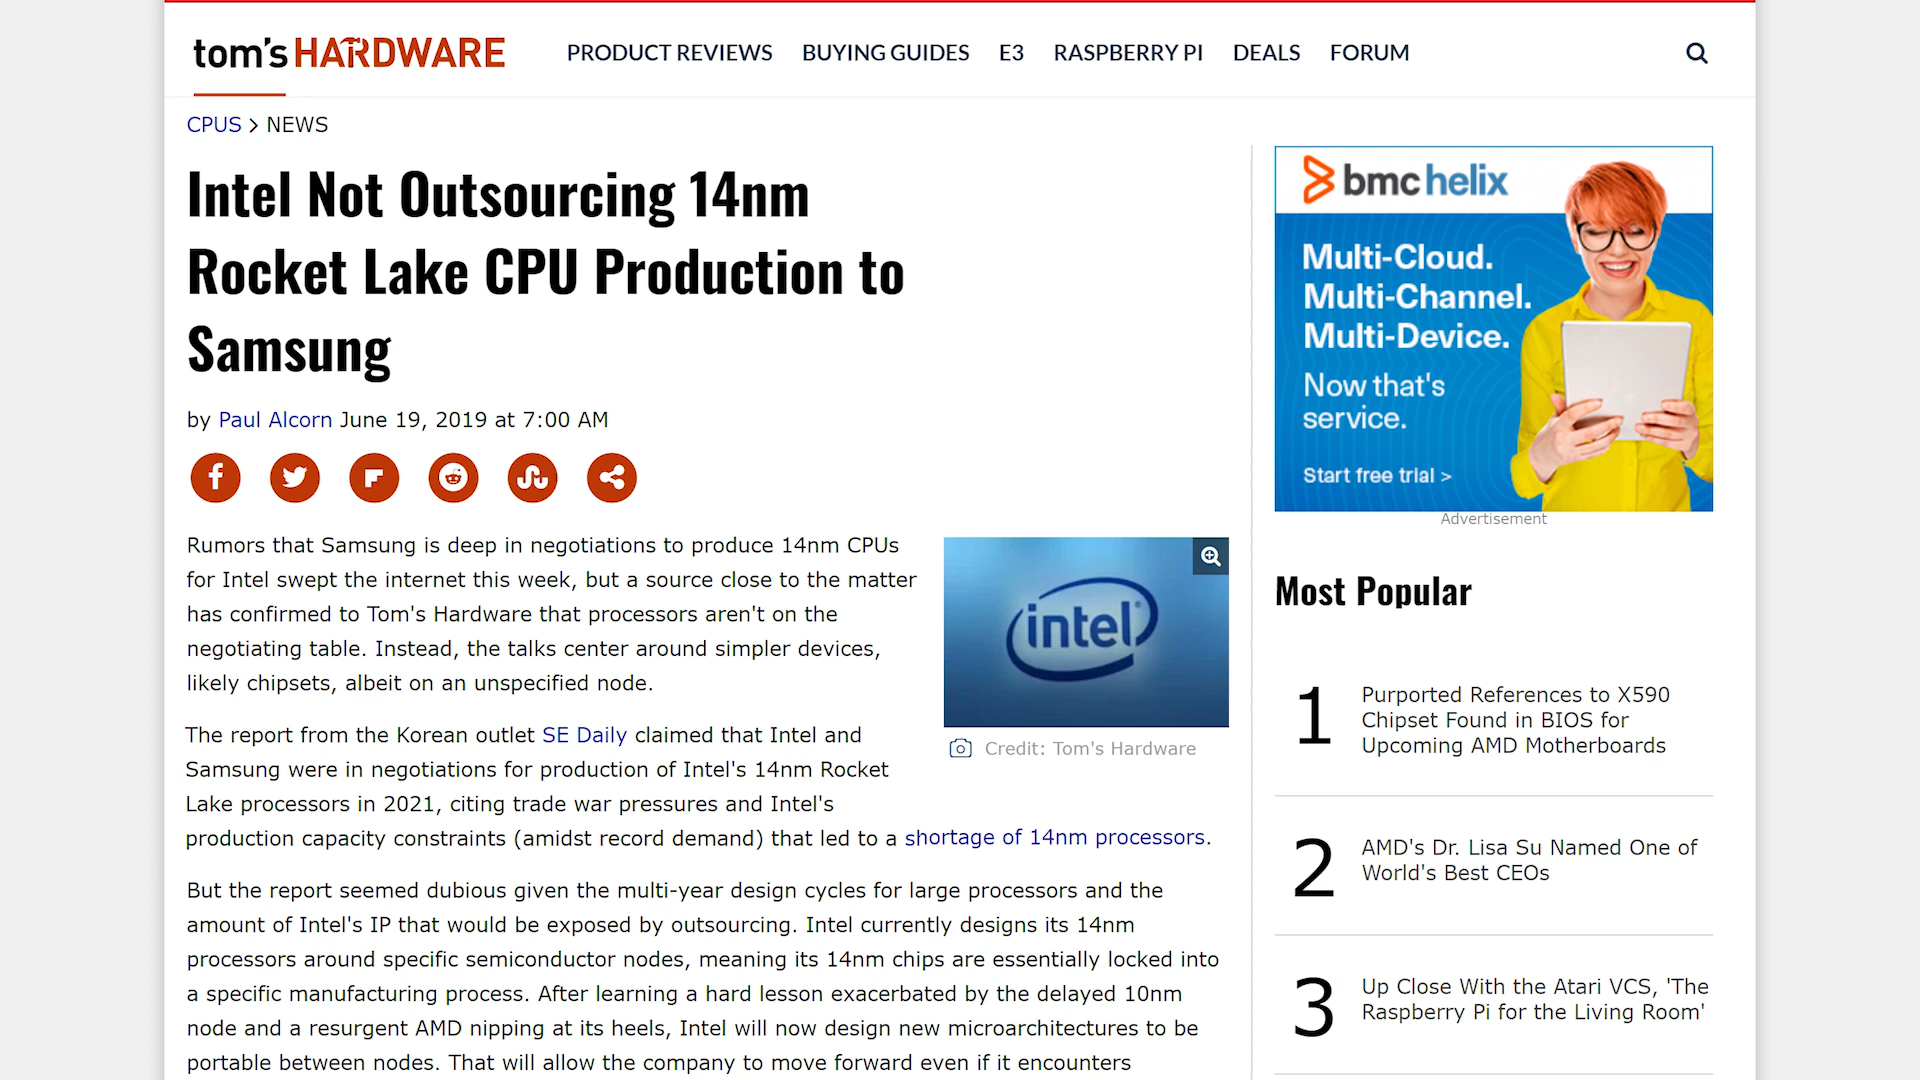 tom's HARDWARE
PRODUCT REVIEWS BUYING GUIDES E3 RASPBERRY PI DEALS FORUM
CPUS > NEWS
Intel Not Outsourcing 14nm
Rocket Lake CPU Production to
Samsung
by Paul Alcorn June 19, 2019 at 7:00 AM
Rumors that Samsung is deep in negotiations to produce 14nm CPUs
for Intel swept the internet this week, but a source close to the matter
has confirmed to Tom's Hardware that processors aren't on the
negotiating table. Instead, the talks center around simpler devices,
likely chipsets, albeit on an unspecified node.
intel
Credit: Tom's Hardware
The report from the Korean outlet SE Daily claimed that Intel and
Samsung were in negotiations for production of Intel's 14nm Rocket
Lake processors in 2021, citing trade war pressures and Intel's
production capacity constraints (amidst record demand) that led to a shortage of 14nm processors.
But the report seemed dubious given the multi-year design cycles for large processors and the
amount of Intel's IP that would be exposed by outsourcing. Intel currently designs its 14nm
processors around specific semiconductor nodes, meaning its 14nm chips are essentially locked into
a specific manufacturing process. After learning a hard lesson exacerbated by the delayed 10nm
node and a resurgent AMD nipping at its heels, Intel will now design new microarchitectures to be
portable between nodes. That will allow the company to move forward even if it encounters
bmc helix
Multi-Cloud.
Multi-Channel.
Multi-Device.
Now that's
service.
Start free trial >
Advertisement
Most Popular
1
Purported References to X590
Chipset Found in BIOS for
Upcoming AMD Motherboards
2
AMD's Dr. Lisa Su Named One of
World's Best CEOs
3
Up Close With the Atari VCS, 'The
Raspberry Pi for the Living Room'